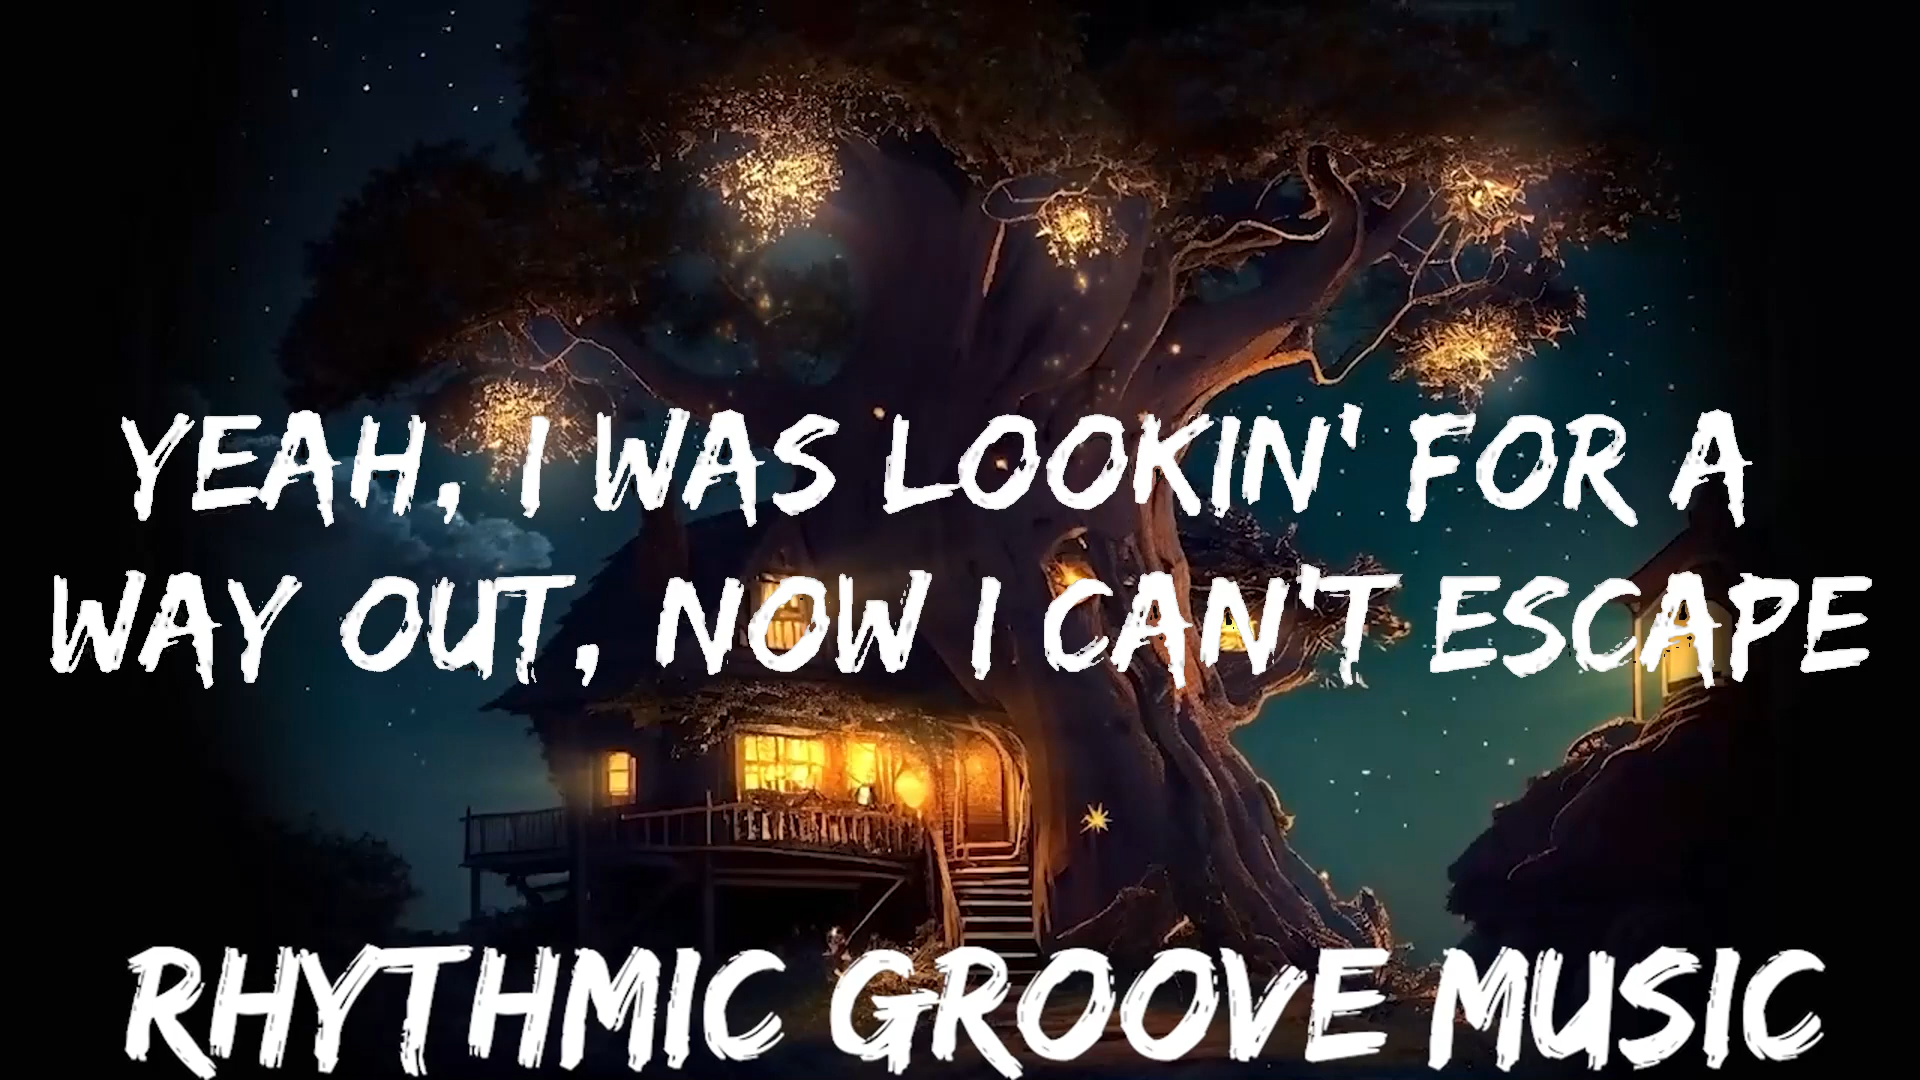 YEAH, I WAS LOOKIN' FOR A
WAY OUT, NOW I CAN'T ESCAPE
RHYTHMIC GROOVE MUSIC